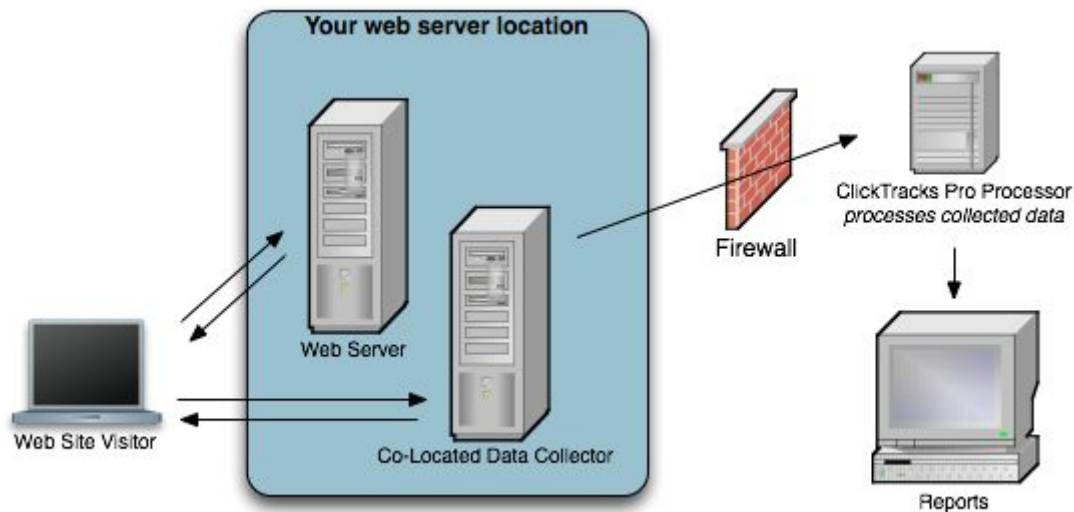 Your web server location
ClickTracks Pro Processor
processes collected data
Firewall
Web Server
Web Site Visitor
Co-Located Data Collector
Reports